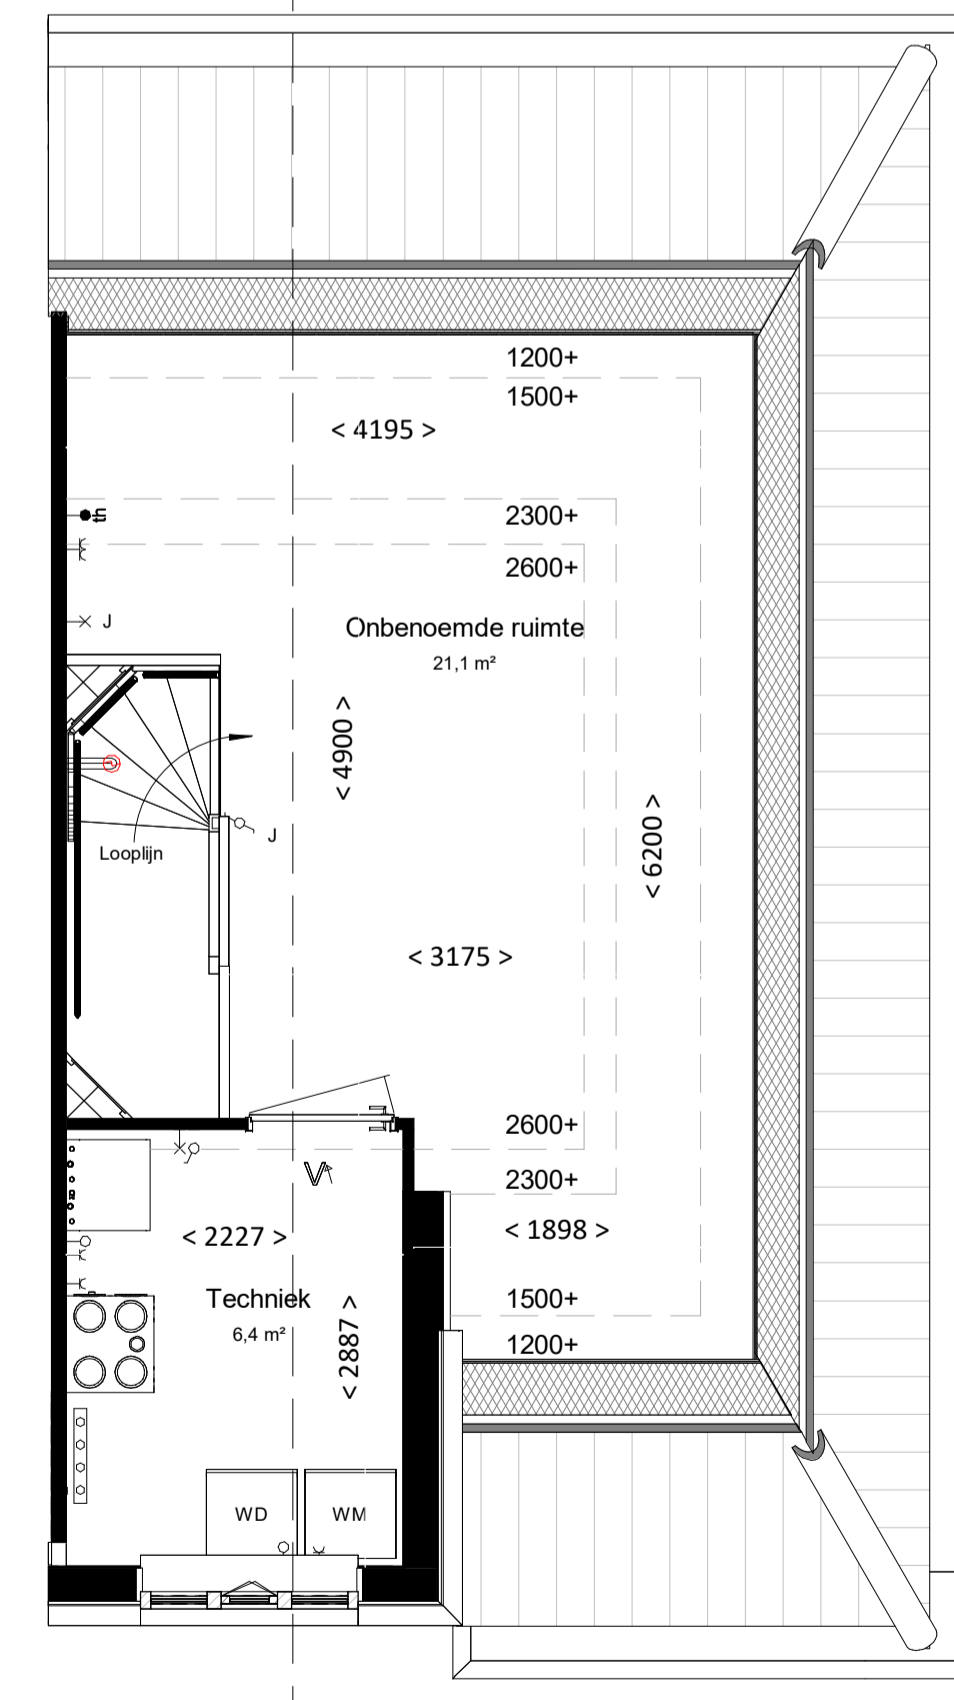 1200+
1500+
< 4195 >
2300+
th
2600+
J
Onbenoemde ruimte
21,1 m²
< 4900 >
J
Looplijn
< 6200 >
< 3175 >
2600+
2300+
< 2227 >
< 1898 >
Techniek
6,4 m²
< 2887 >
1500+
1200+
WD
WM